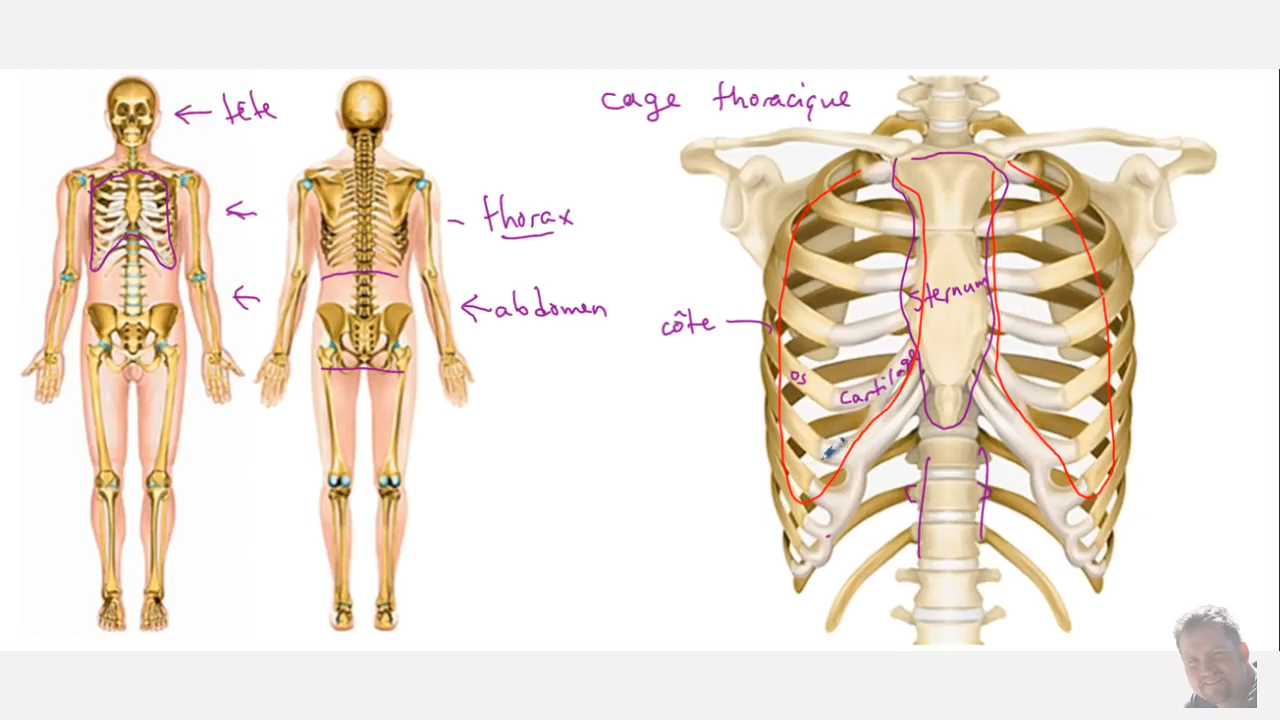 tête
thorax
abdomen
cage thoracique
sternum
côte
os
cartilage